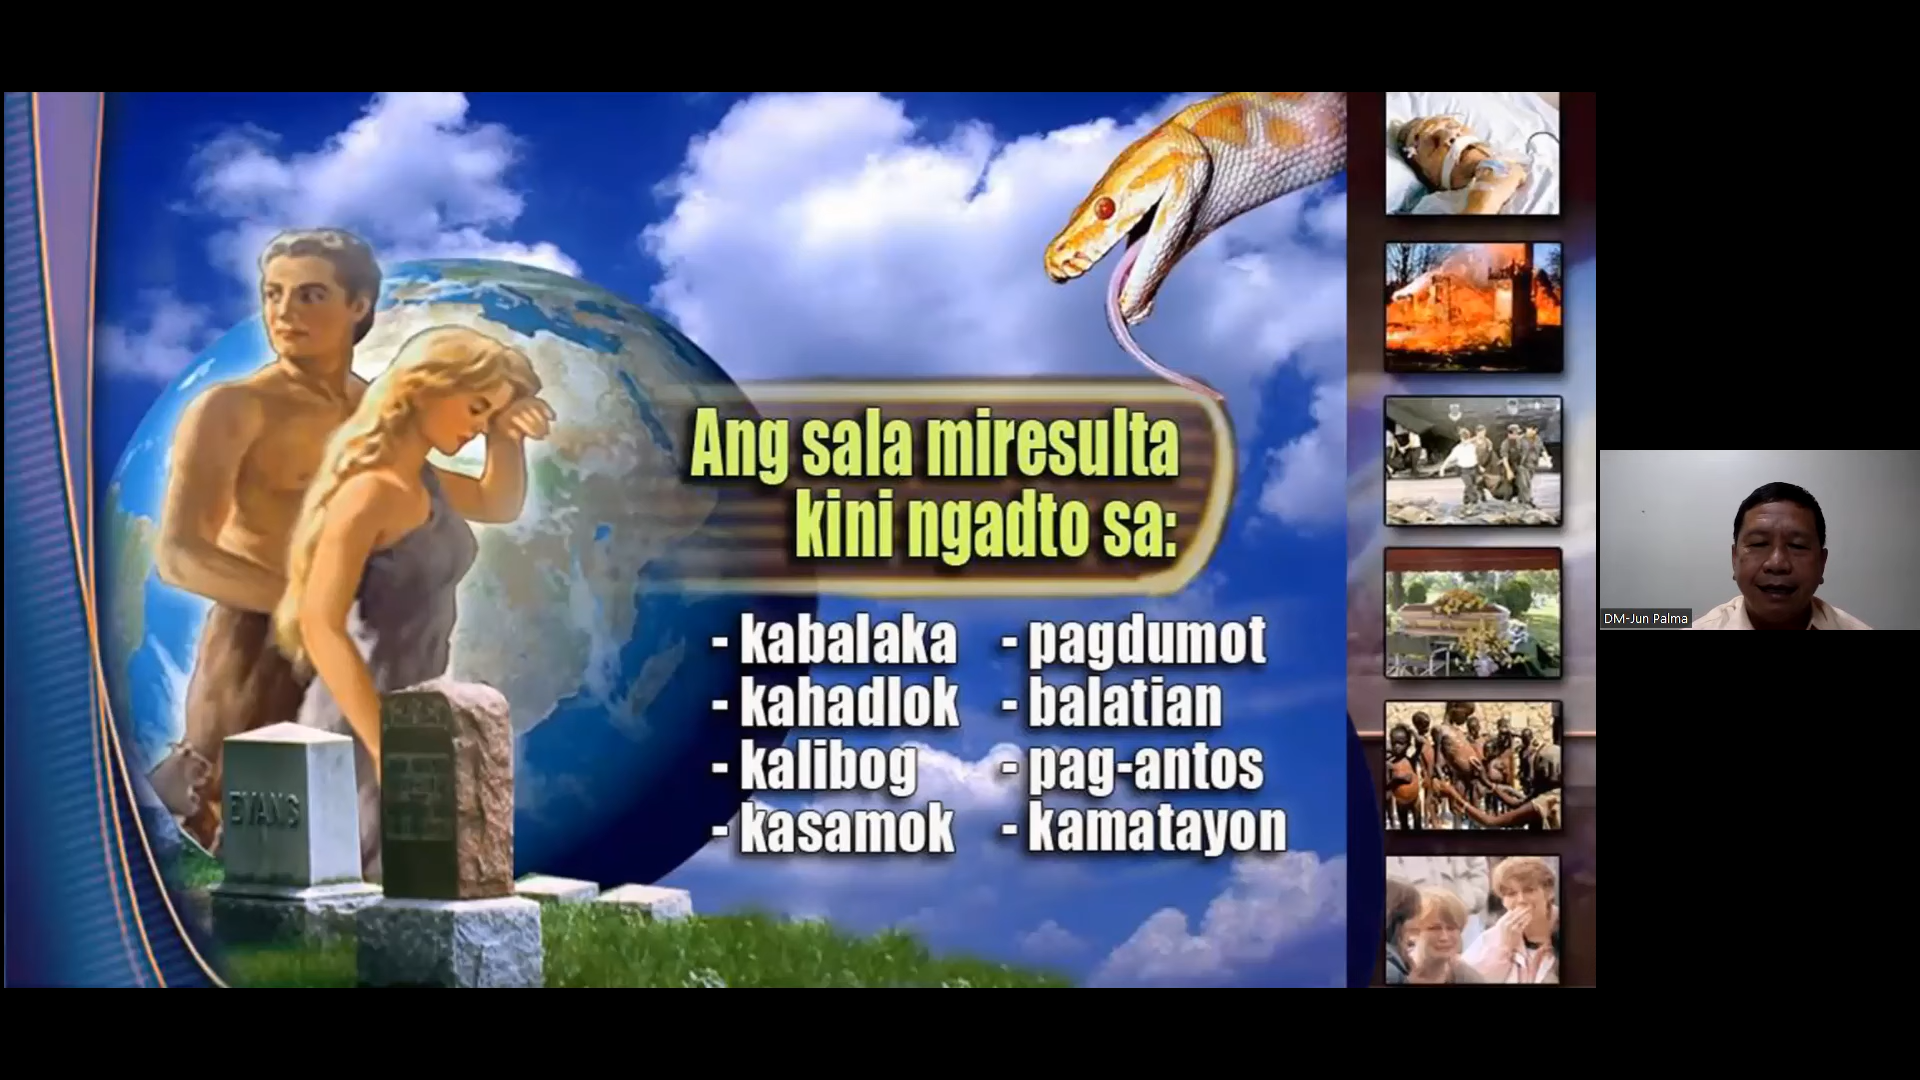 Ang sala miresulta
kini ngadto sa:
- kabalaka
- kahadlok
- kalibog
- kasamok
- pagdumot
- balatian
- pag-antos
- kamatayon
EVANS
DM-Jun Palma